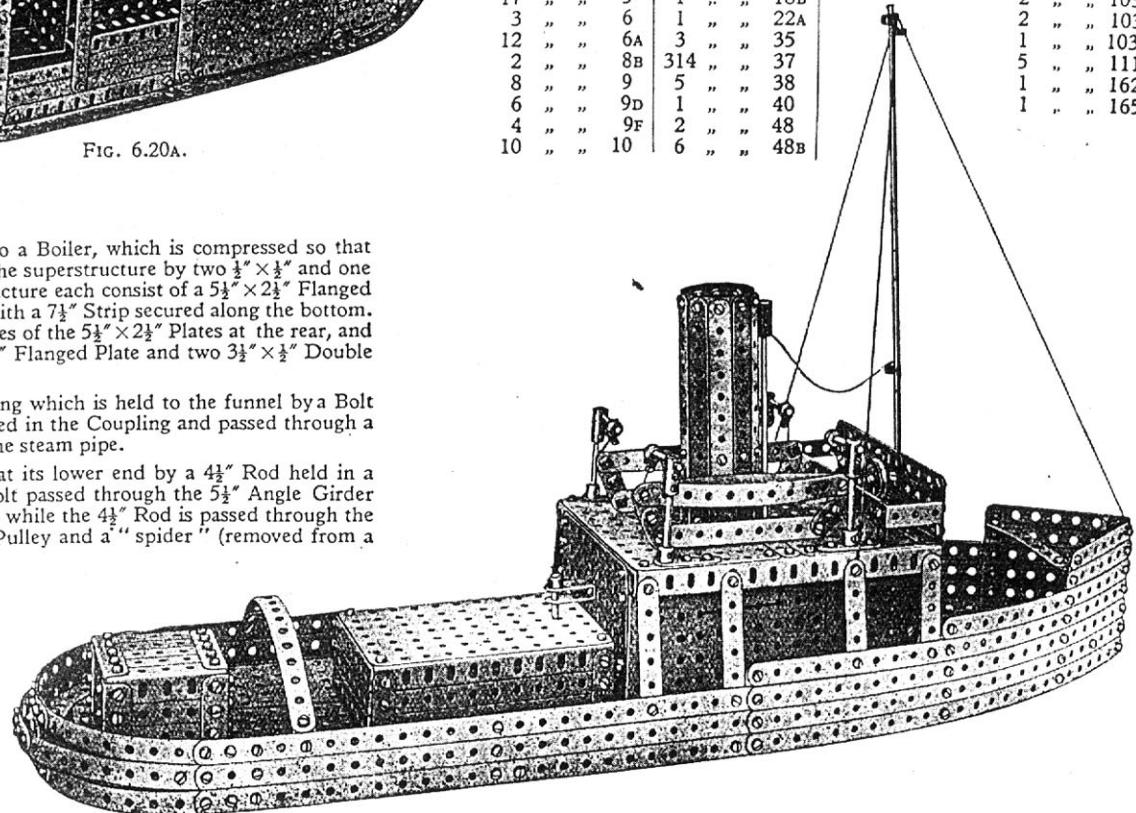 FIG. 6.20A.
3 „ „ 6 1 „ „ 22A
12 „ „ 6A 3 „ „ 35
2 „ „ 8B 314 „ „ 37
8 „ „ 9 5 „ „ 38
6 „ „ 9D 1 „ „ 40
4 „ „ 9F 2 „ „ 48
10 „ „ 10 6 „ „ 48B
2 „ „ 103
1 „ „ 103
5 „ „ 111
1 „ „ 162
1 „ „ 165
o a Boiler, which is compressed so that
he superstructure by two ½″ × ½″ and one
cture each consist of a 5½″ × 2½″ Flanged
ith a 7½″ Strip secured along the bottom.
es of the 5½″ × 2½″ Plates at the rear, and
″ Flanged Plate and two 3½″ × ½″ Double
ng which is held to the funnel by a Bolt
ed in the Coupling and passed through a
ne steam pipe.
at its lower end by a 4½″ Rod held in a
olt passed through the 5½″ Angle Girder
while the 4½″ Rod is passed through the
Pulley and a “ spider ” (removed from a